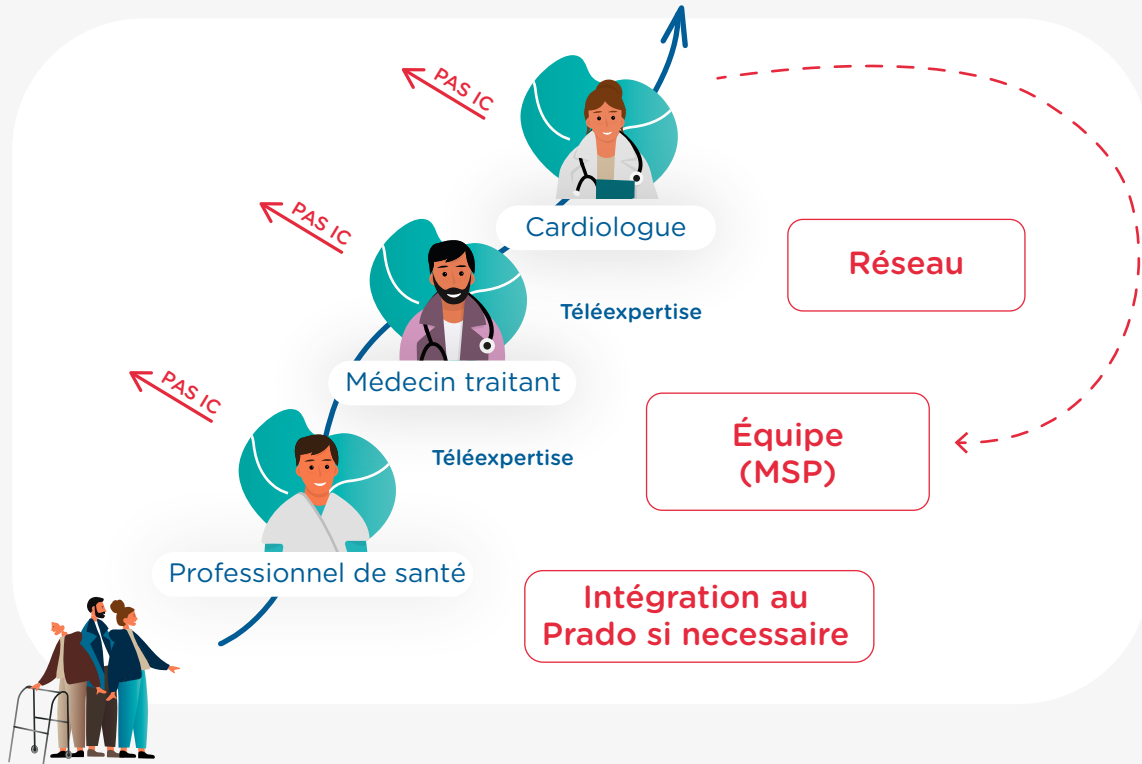 PAS IC
Cardiologue
PAS IC
Réseau
Téléexpertise
Médecin traitant
PAS IC
Équipe
(MSP)
Téléexpertise
Professionnel de santé
Intégration au
Prado si necessaire